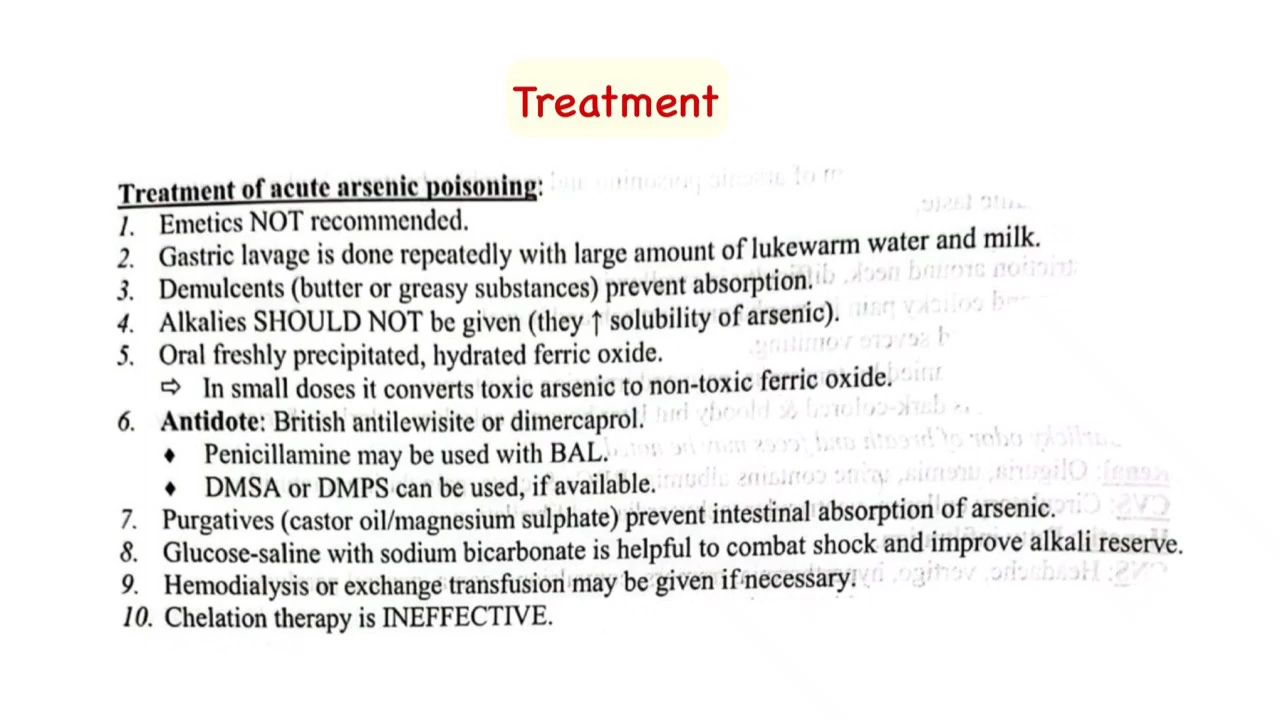 Treatment
Treatment of acute arsenic poisoning:
1. Emetics NOT recommended.
2. Gastric lavage is done repeatedly with large amount of lukewarm water and milk.
3. Demulcents (butter or greasy substances) prevent absorption.
4. Alkalies SHOULD NOT be given (they ↑ solubility of arsenic).
5. Oral freshly precipitated, hydrated ferric oxide.
⇨ In small doses it converts toxic arsenic to non-toxic ferric oxide.
6. Antidote: British antilewisite or dimercaprol.
♦ Penicillamine may be used with BAL.
♦ DMSA or DMPS can be used, if available.
7. Purgatives (castor oil/magnesium sulphate) prevent intestinal absorption of arsenic.
8. Glucose-saline with sodium bicarbonate is helpful to combat shock and improve alkali reserve.
9. Hemodialysis or exchange transfusion may be given if necessary.
10. Chelation therapy is INEFFECTIVE.